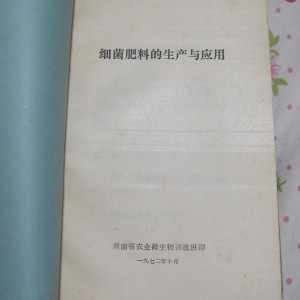 细菌肥料的生产与应用
湖南省农业微生物训练班印
一九七二年十月